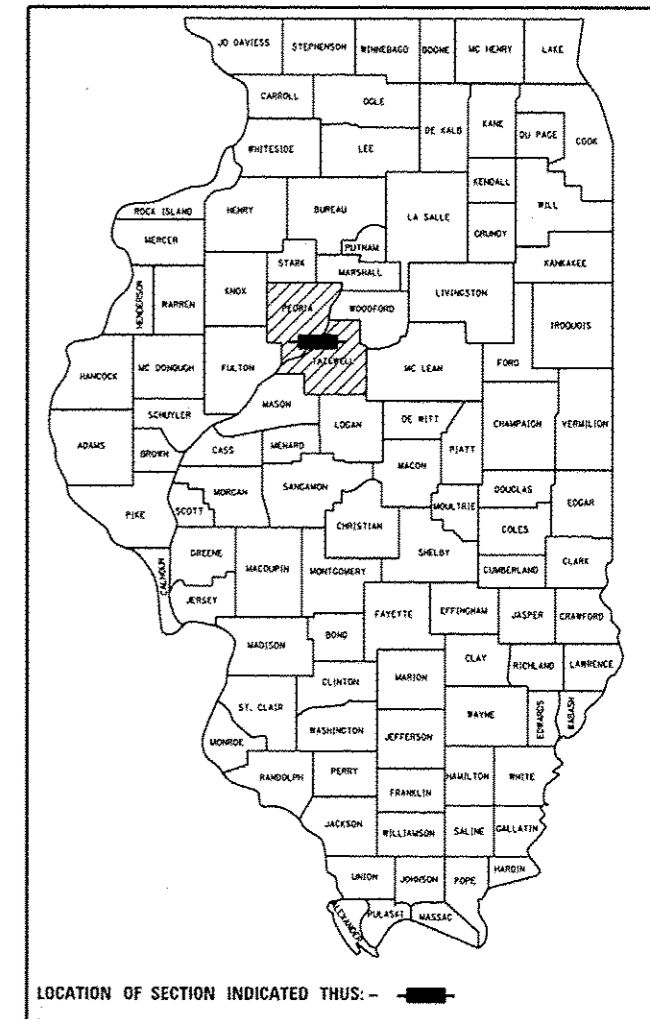 JO DAVIESS STEPHENSON WINNEBAGO BOONE MC HENRY LAKE
CARROLL OGLE DE KALB KANE DU PAGE COOK
WHITESIDE LEE KENDALL WILL
ROCK ISLAND HENRY BUREAU LA SALLE GRUNDY
MERCER PUTNAM KANKAKEE
STARK MARSHALL
HENDERSON WARREN KNOX PEORIA WOODFORD LIVINGSTON IROQUOIS
HANCOCK MC DONOUGH FULTON TAZEWELL MC LEAN FORD
SCHUYLER MASON LOGAN DE WITT CHAMPAIGN VERMILION
ADAMS BROWN CASS MENARD MACON PIATT
PIKE SCOTT MORGAN SANGAMON CHRISTIAN MOULTRIE DOUGLAS EDGAR
COLES
CALHOUN GREENE MACOUPIN MONTGOMERY SHELBY CUMBERLAND CLARK
JERSEY FAYETTE EFFINGHAM JASPER CRAWFORD
MADISON BOND CLAY RICHLAND LAWRENCE
CLINTON MARION
ST. CLAIR WAYNE EDWARDS WABASH
MONROE WASHINGTON JEFFERSON
RANDOLPH PERRY HAMILTON WHITE
FRANKLIN
JACKSON WILLIAMSON SALINE GALLATIN
UNION JOHNSON POPE HARDIN
ALEXANDER PULASKI MASSAC
LOCATION OF SECTION INDICATED THUS: -